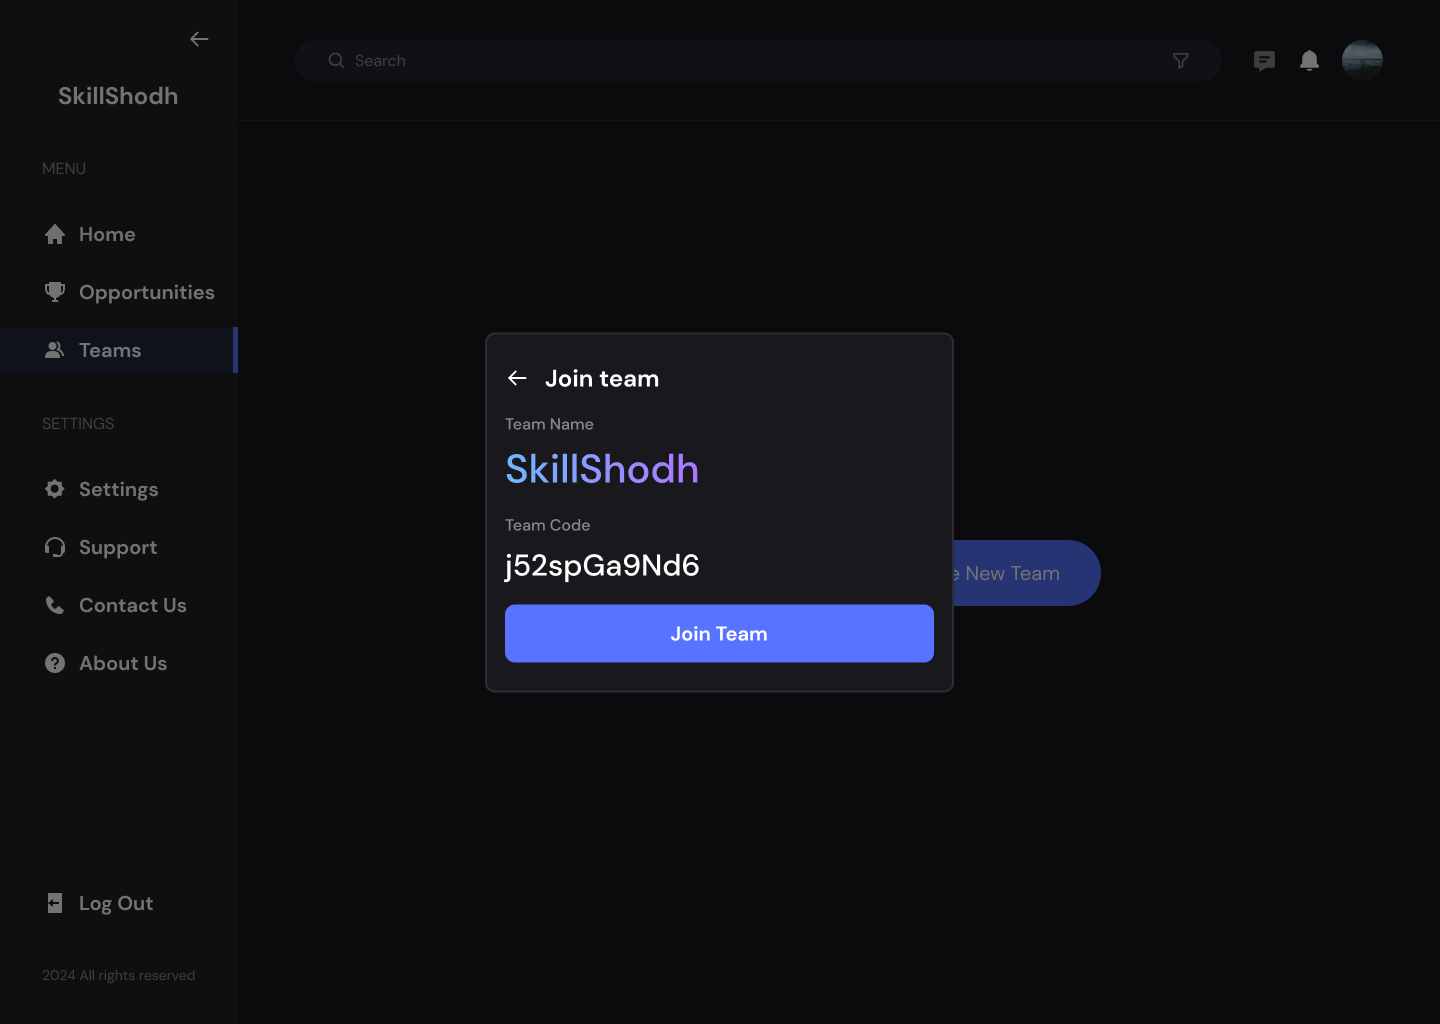 SkillShodh
MENU
Home
Opportunities
Teams
SETTINGS
Settings
Support
Contact Us
About Us
Log Out
2024 All rights reserved
Search
Join team
Team Name
SkillShodh
Team Code
j52spGa9Nd6
Join Team
New Team